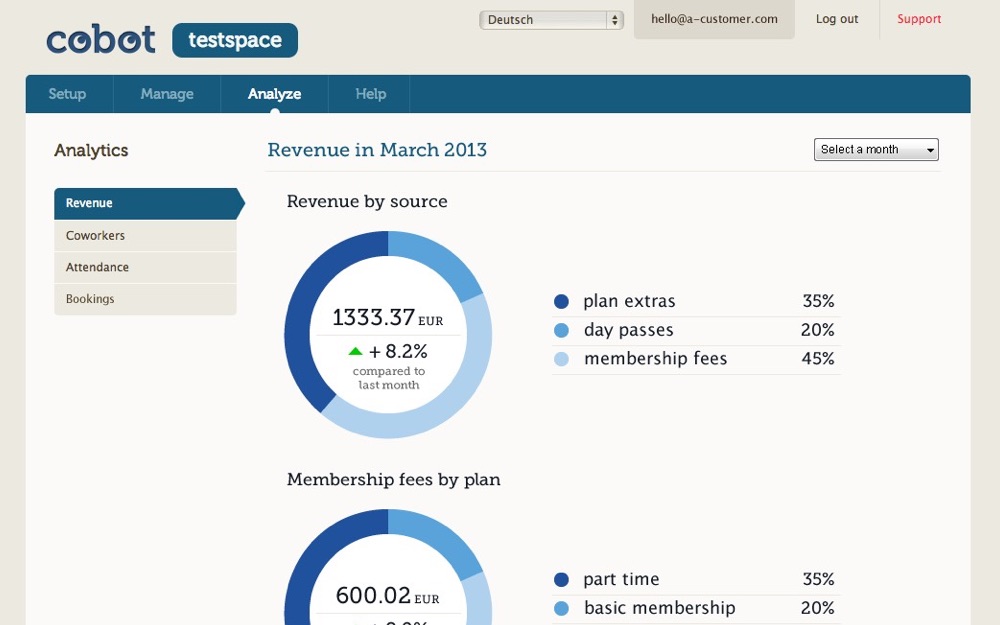 cobot testspace
Deutsch
hello@a-customer.com
Log out
Support
Setup
Manage
Analyze
Help
Analytics
Revenue
Coworkers
Attendance
Bookings
Revenue in March 2013
Select a month
Revenue by source
1333.37 EUR
+ 8.2%
compared to
last month
plan extras 35%
day passes 20%
membership fees 45%
Membership fees by plan
600.02 EUR
part time 35%
basic membership 20%